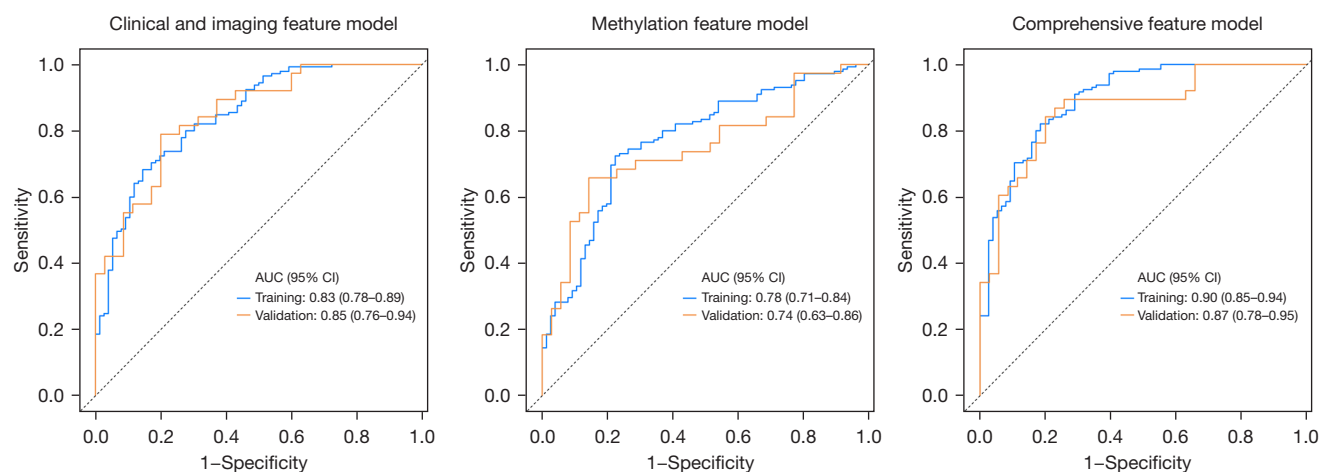 Clinical and imaging feature model
Sensitivity
1.0
0.8
0.6
0.4
0.2
0.0
AUC (95% CI)
Training: 0.83 (0.78–0.89)
Validation: 0.85 (0.76–0.94)
0.0 0.2 0.4 0.6 0.8 1.0
1–Specificity
Methylation feature model
Sensitivity
1.0
0.8
0.6
0.4
0.2
0.0
AUC (95% CI)
Training: 0.78 (0.71–0.84)
Validation: 0.74 (0.63–0.86)
0.0 0.2 0.4 0.6 0.8 1.0
1–Specificity
Comprehensive feature model
Sensitivity
1.0
0.8
0.6
0.4
0.2
0.0
AUC (95% CI)
Training: 0.90 (0.85–0.94)
Validation: 0.87 (0.78–0.95)
0.0 0.2 0.4 0.6 0.8 1.0
1–Specificity